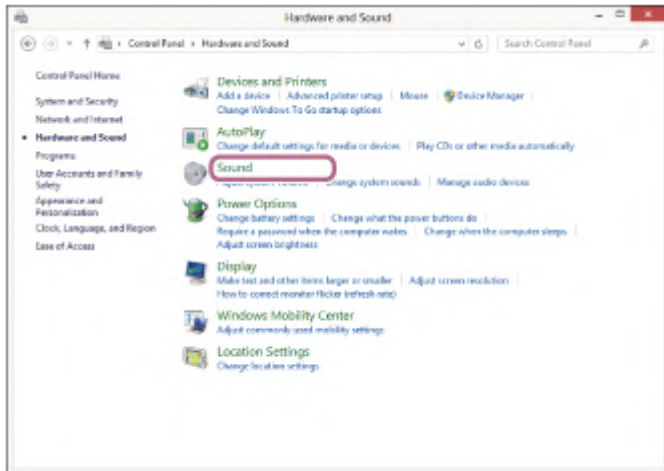 Hardware and Sound
Control Panel ▸ Hardware and Sound
Search Control Panel
Control Panel Home
System and Security
Network and Internet
Hardware and Sound
Programs
User Accounts and Family
Safety
Appearance and
Personalization
Clock, Language, and Region
Ease of Access
Devices and Printers
Add a device | Advanced printer setup | Mouse | Device Manager
Change Windows To Go startup options
AutoPlay
Change default settings for media or devices | Play CDs or other media automatically
Sound
Adjust system volume | Change system sounds | Manage audio devices
Power Options
Change battery settings | Change what the power buttons do
Require a password when the computer wakes | Change when the computer sleeps
Adjust screen brightness
Display
Make text and other items larger or smaller | Adjust screen resolution
How to correct monitor flicker (refresh rate)
Windows Mobility Center
Adjust commonly used mobility settings
Location Settings
Change location settings